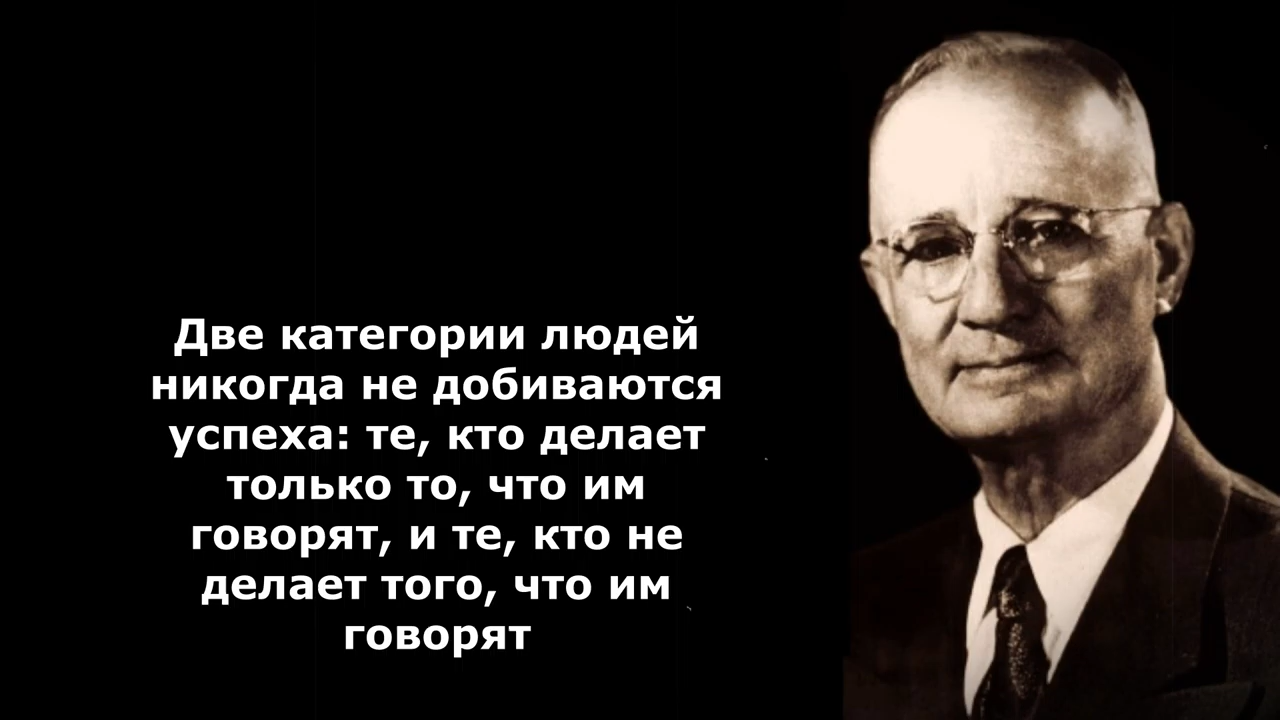 Две категории людей
никогда не добиваются
успеха: те, кто делает
только то, что им
говорят, и те, кто не
делает того, что им
говорят